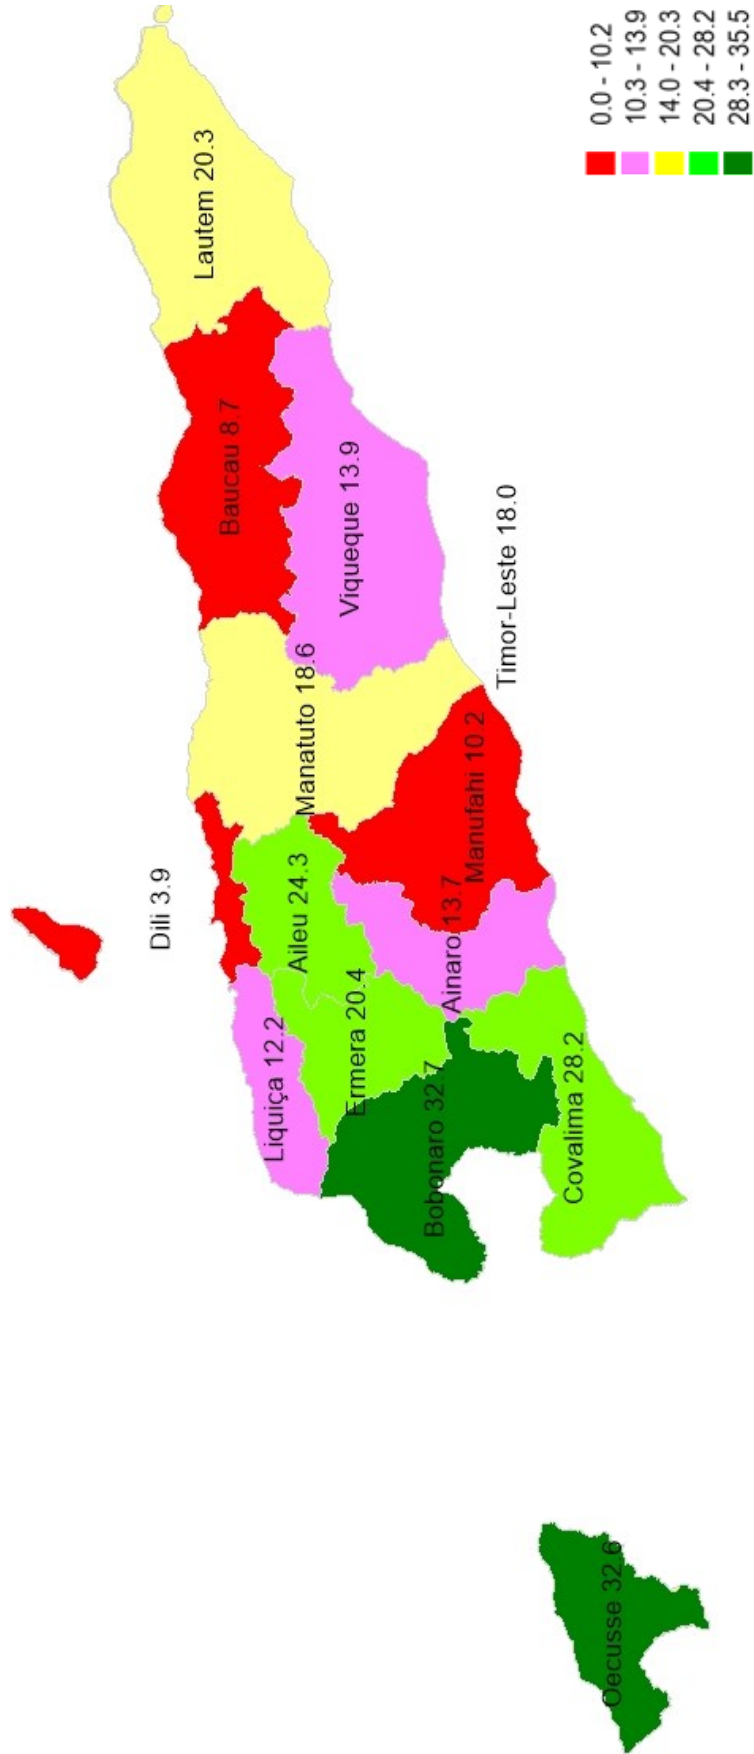 Lautem 20.3
Baucau 8.7
Viqueque 13.9
Manatuto 18.6
Dili 3.9
Aileu 24.3
Manufahi 10.2
Liquiça 12.2
Ermera 20.4
Ainaro 13.7
Bobonaro 32.7
Covalima 28.2
Oecusse 32.6
Timor-Leste 18.0
0.0 - 10.2
10.3 - 13.9
14.0 - 20.3
20.4 - 28.2
28.3 - 35.5